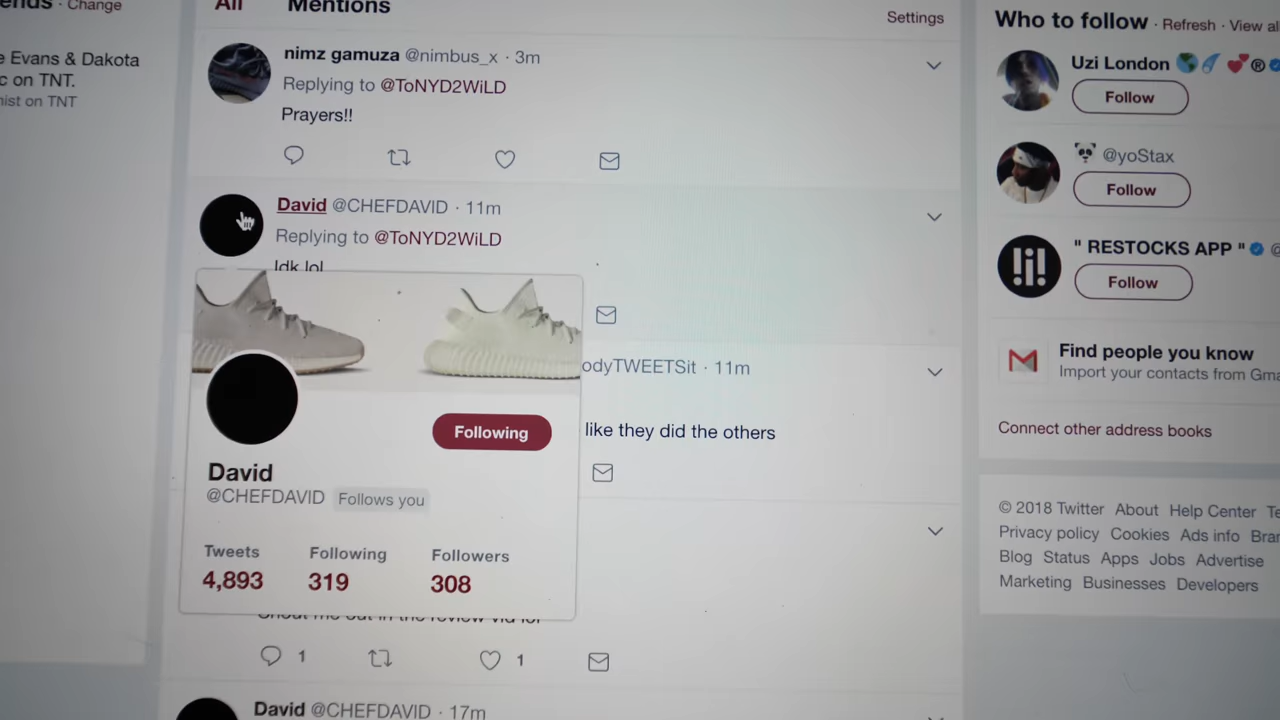 ends · Change
e Evans & Dakota
c on TNT.
nist on TNT
All Mentions
Settings
nimz gamuza @nimbus_x · 3m
Replying to @ToNYD2WiLD
Prayers!!
David @CHEFDAVID · 11m
Replying to @ToNYD2WiLD
Idk lol
odyTWEETSit · 11m
like they did the others
Following
David
@CHEFDAVID Follows you
Tweets Following Followers
4,893 319 308
Shout me out in the review vid lol
1 1
David @CHEFDAVID · 17m
Who to follow · Refresh · View all
Uzi London
Follow
@yoStax
Follow
" RESTOCKS APP " @
Follow
Find people you know
Import your contacts from Gma
Connect other address books
© 2018 Twitter About Help Center Te
Privacy policy Cookies Ads info Bran
Blog Status Apps Jobs Advertise
Marketing Businesses Developers